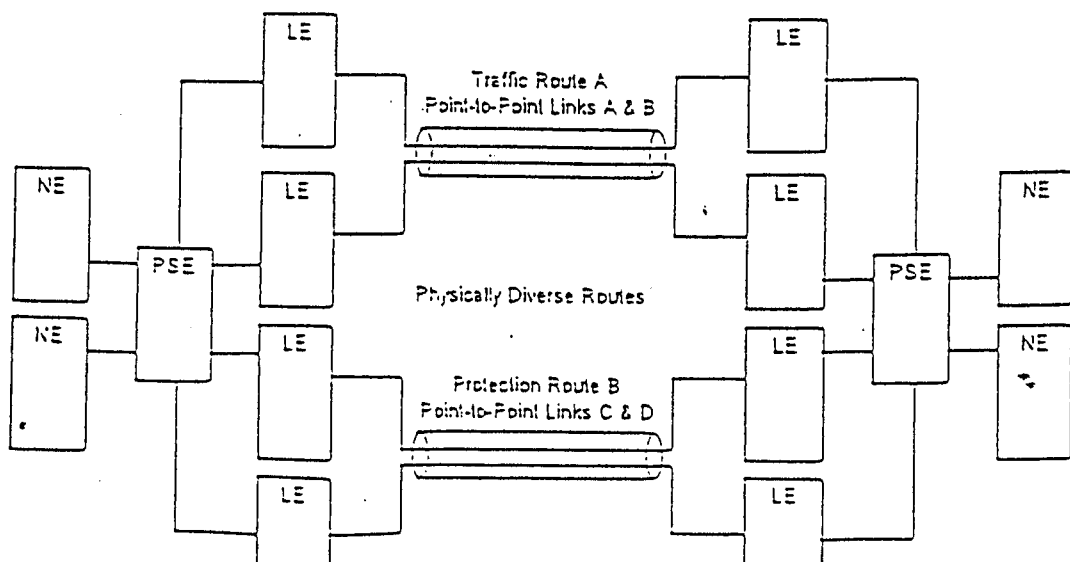 LE
LE
Traffic Route A
Point-to-Point Links A & B
NE
LE
LE
NE
PSE
PSE
Physically Diverse Routes
NE
LE
LE
NE
Protection Route B
Point-to-Point Links C & D
LE
LE